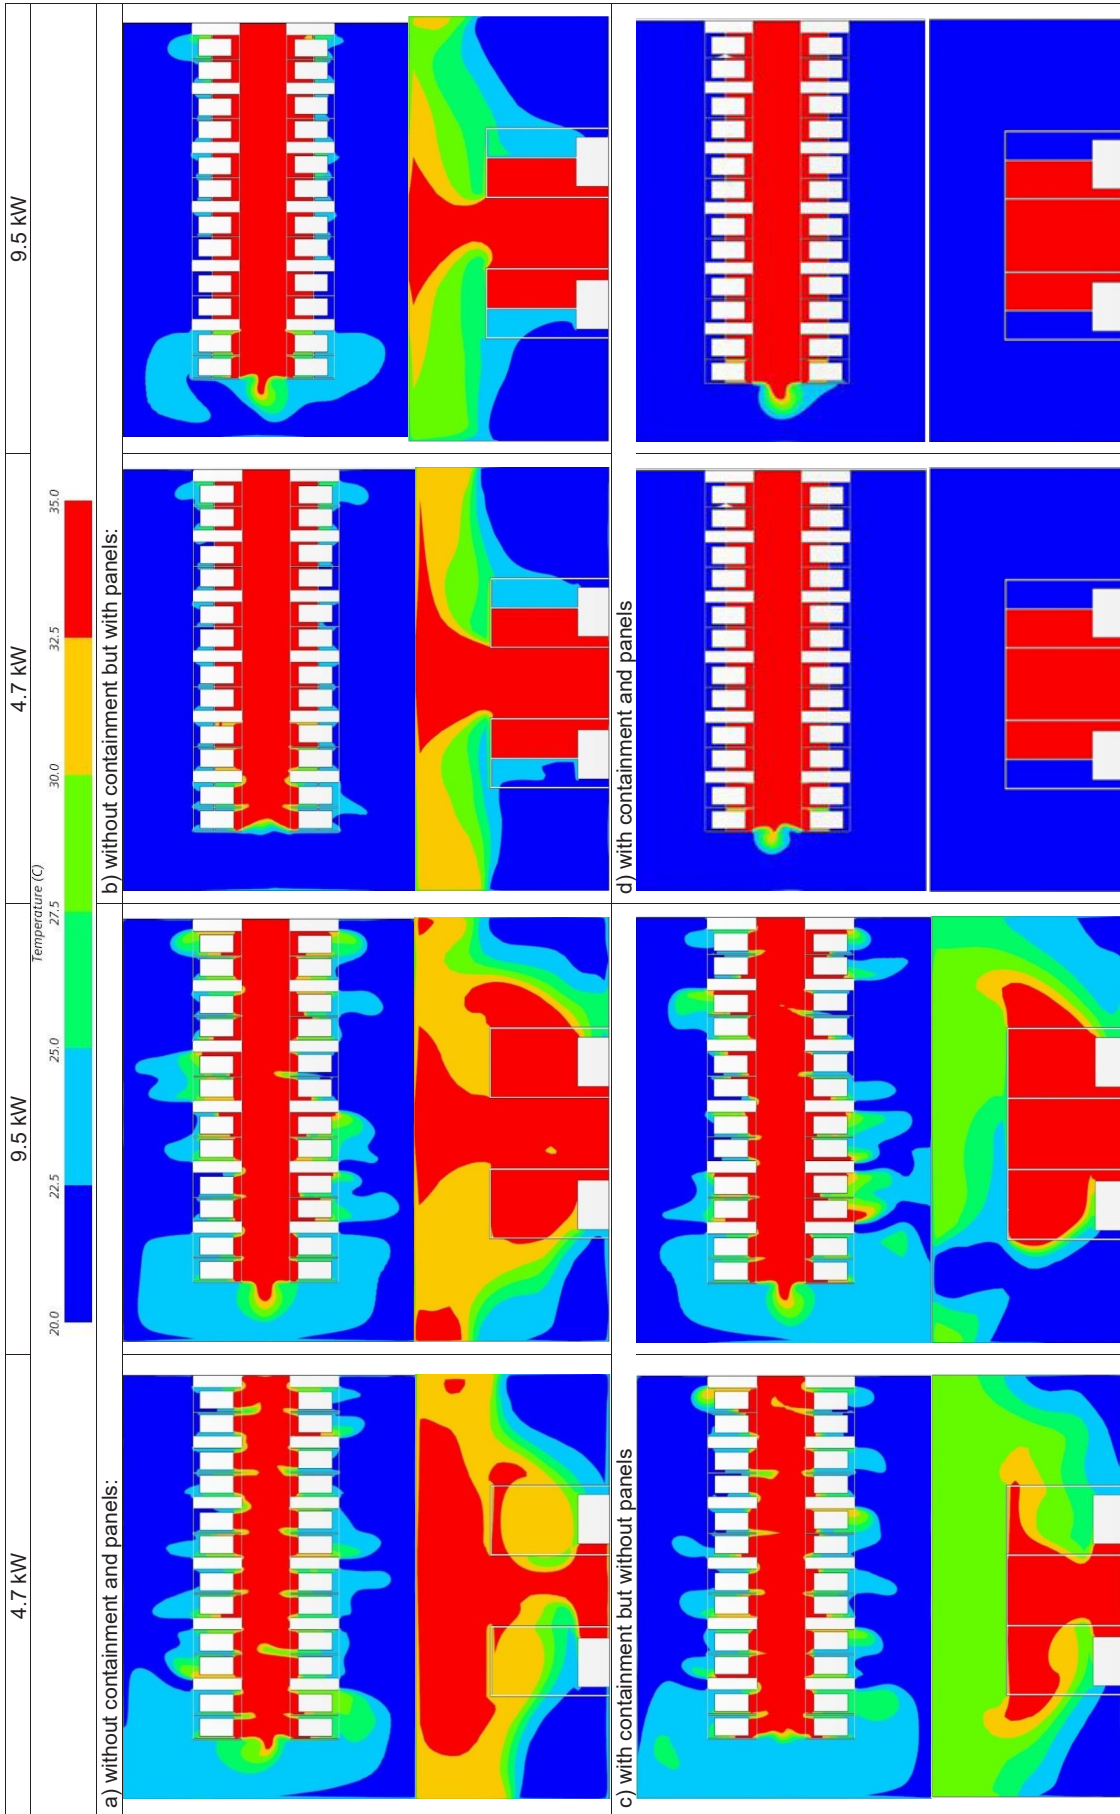 4.7 kW 9.5 kW 4.7 kW 9.5 kW
Temperature (C)
20.0 22.5 25.0 27.5 30.0 32.5 35.0
a) without containment and panels: b) without containment but with panels:
c) with containment but without panels d) with containment and panels